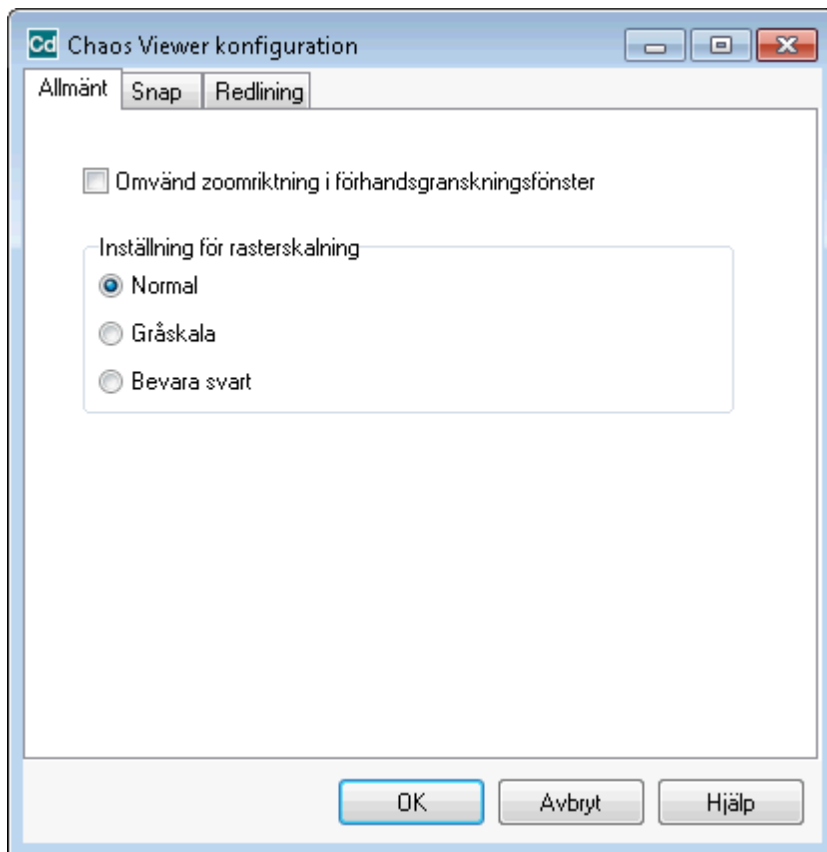 Cd Chaos Viewer konfiguration
Allmänt Snap Redlining
Omvänd zoomriktning i förhandsgranskningsfönster
Inställning för rasterskalning
Normal
Gråskala
Bevara svart
OK Avbryt Hjälp